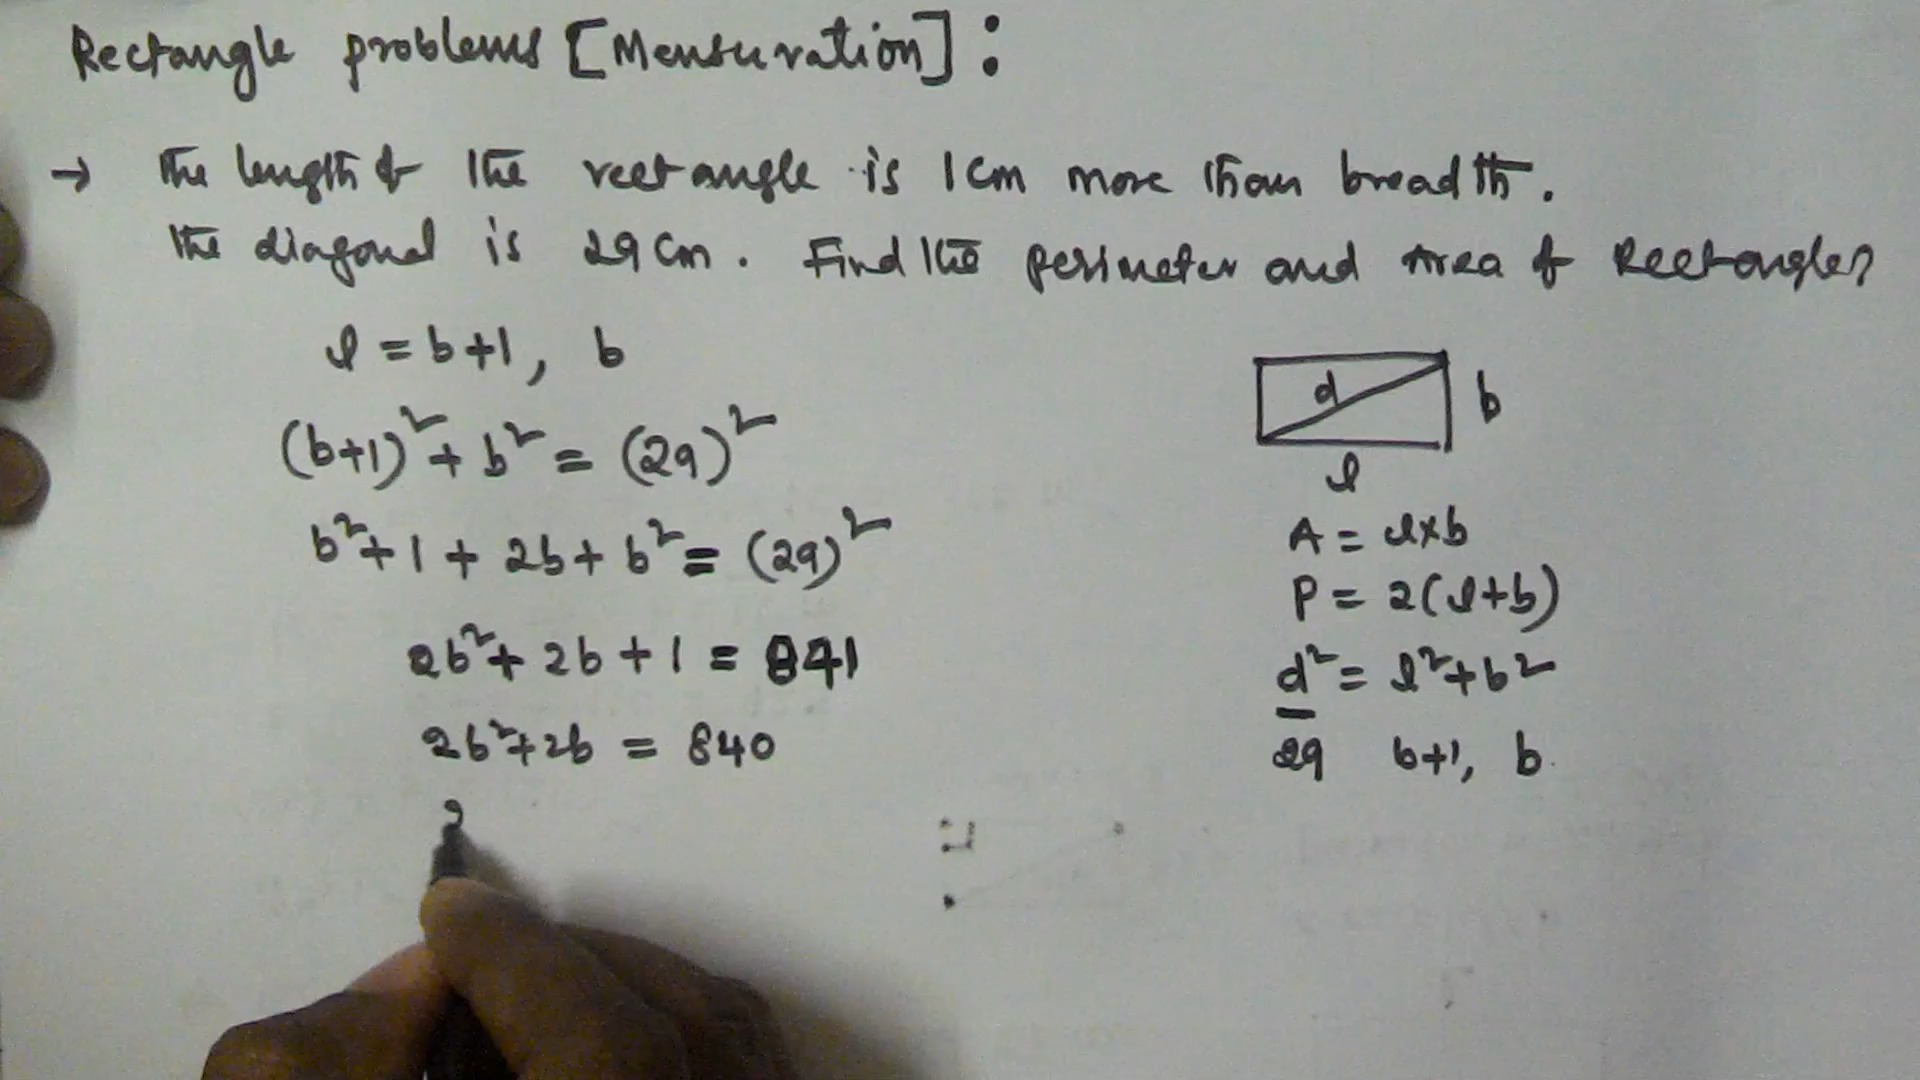 Rectangle problems [Mensuration]:
→ The length of the rectangle is 1cm more than breadth.
the diagonal is 29cm. Find the perimeter and Area of Rectangle?
l = b+1, b
(b+1)² + b² = (29)²
b² + 1 + 2b + b² = (29)²
2b² + 2b + 1 = 841
2b² + 2b = 840
2
d
b
l
A = l×b
P = 2(l+b)
d² = l² + b²
29 b+1, b